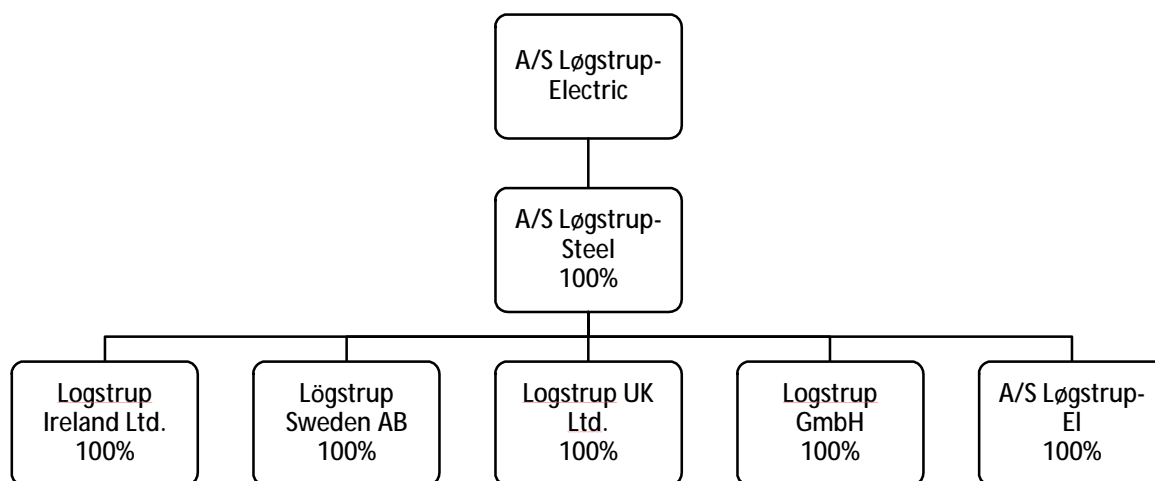 A/S Løgstrup-
Electric
A/S Løgstrup-
Steel
100%
Logstrup
Ireland Ltd.
100%
Lögstrup
Sweden AB
100%
Logstrup UK
Ltd.
100%
Logstrup
GmbH
100%
A/S Løgstrup-
El
100%